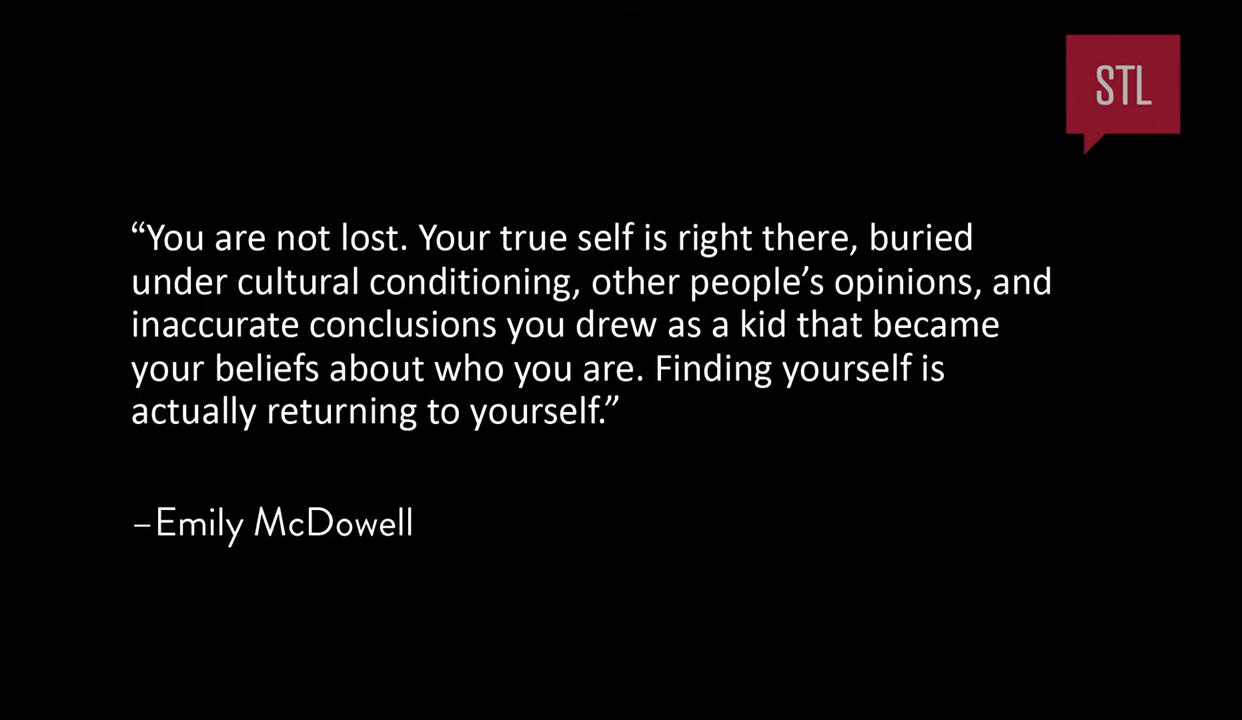 STL
“You are not lost. Your true self is right there, buried
under cultural conditioning, other people’s opinions, and
inaccurate conclusions you drew as a kid that became
your beliefs about who you are. Finding yourself is
actually returning to yourself.”
–Emily McDowell